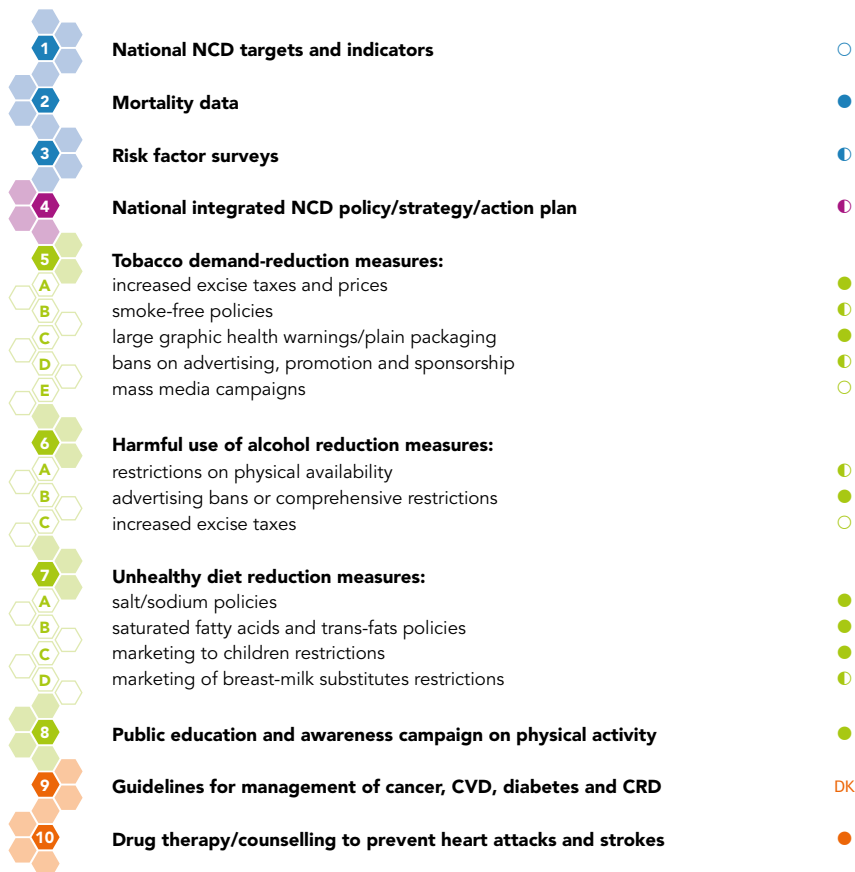 1 National NCD targets and indicators ○
2 Mortality data ●
3 Risk factor surveys ◐
4 National integrated NCD policy/strategy/action plan ◐
5 Tobacco demand-reduction measures:
A increased excise taxes and prices ●
B smoke-free policies ◐
C large graphic health warnings/plain packaging ●
D bans on advertising, promotion and sponsorship ◐
E mass media campaigns ○
6 Harmful use of alcohol reduction measures:
A restrictions on physical availability ◐
B advertising bans or comprehensive restrictions ●
C increased excise taxes ○
7 Unhealthy diet reduction measures:
A salt/sodium policies ●
B saturated fatty acids and trans-fats policies ●
C marketing to children restrictions ●
D marketing of breast-milk substitutes restrictions ◐
8 Public education and awareness campaign on physical activity ●
9 Guidelines for management of cancer, CVD, diabetes and CRD DK
10 Drug therapy/counselling to prevent heart attacks and strokes ●